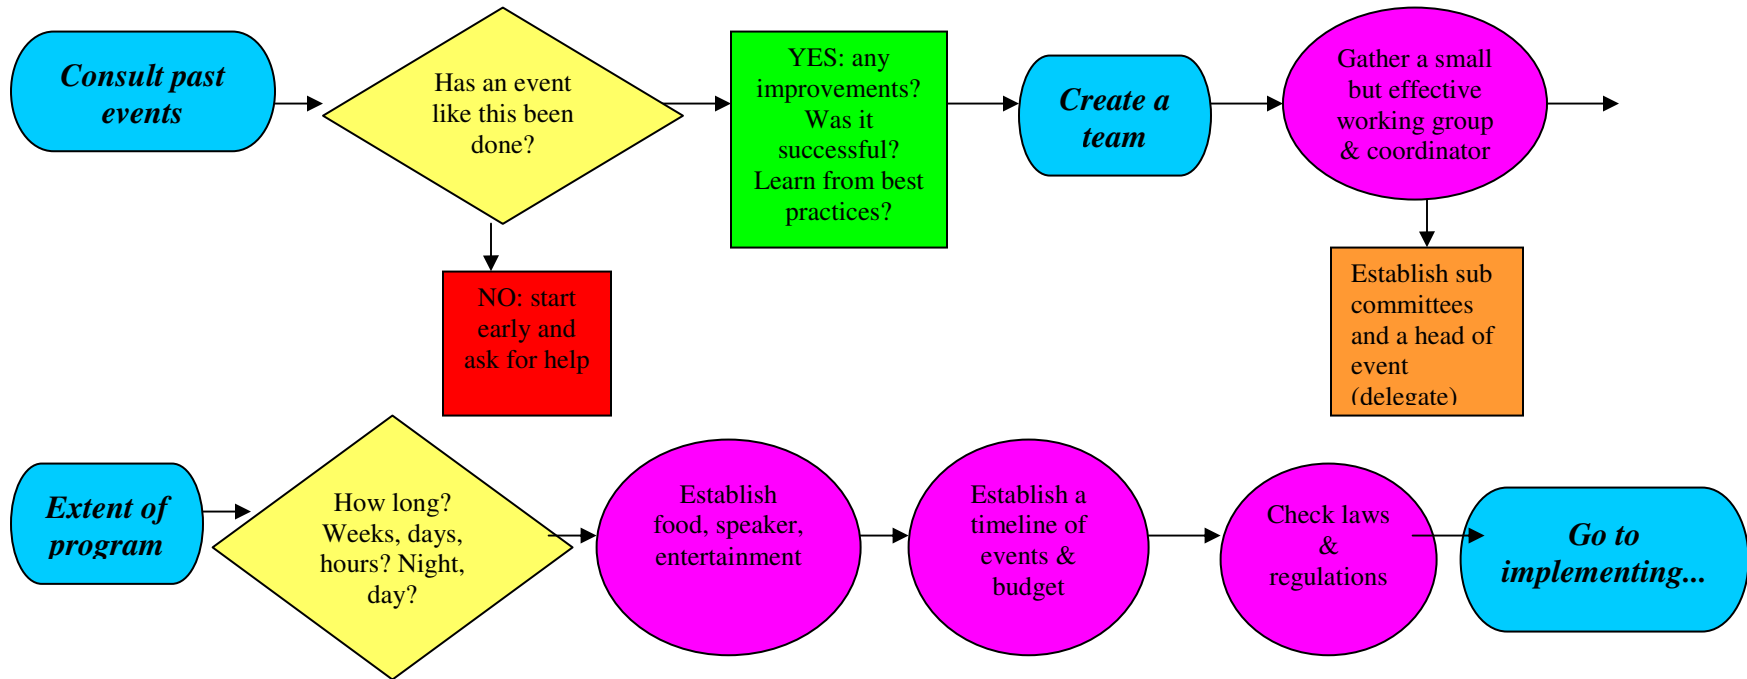 Consult past
events
Has an event
like this been
done?
YES: any
improvements?
Was it
successful?
Learn from best
practices?
Create a
team
Gather a small
but effective
working group
& coordinator
NO: start
early and
ask for help
Establish sub
committees
and a head of
event
(delegate)
Extent of
program
How long?
Weeks, days,
hours? Night,
day?
Establish
food, speaker,
entertainment
Establish a
timeline of
events &
budget
Check laws
&
regulations
Go to
implementing...